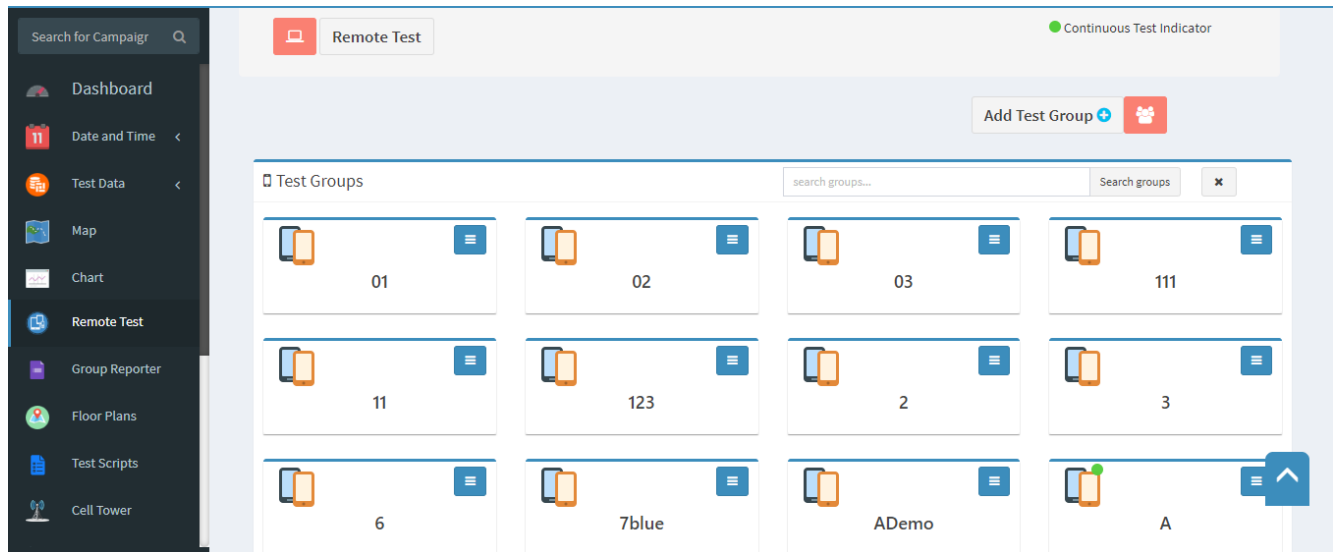 Search for Campaigr
Dashboard
11
Date and Time
Test Data
Map
Chart
Remote Test
Group Reporter
Floor Plans
Test Scripts
Cell Tower
Remote Test
Continuous Test Indicator
Add Test Group
Test Groups
search groups...
Search groups
01
02
03
111
11
123
2
3
6
7blue
ADemo
A